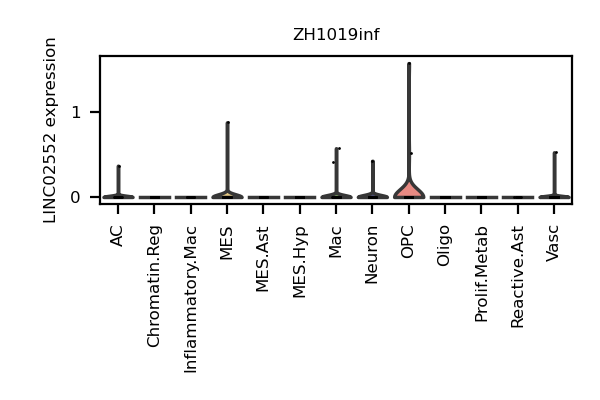 ZH1019inf
LINC02552 expression
1
0
AC
Chromatin.Reg
Inflammatory.Mac
MES
MES.Ast
MES.Hyp
Mac
Neuron
OPC
Oligo
Prolif.Metab
Reactive.Ast
Vasc